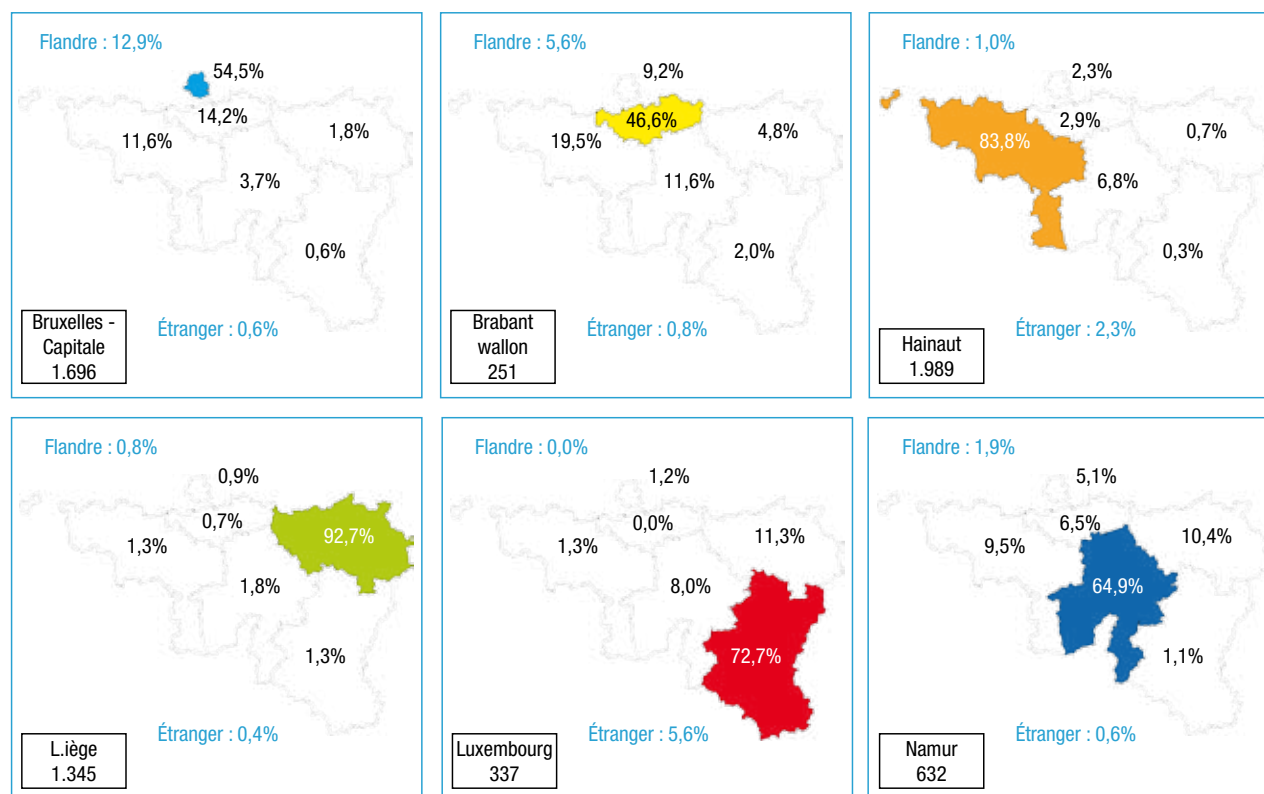 Flandre : 12,9%
54,5%
14,2%
11,6%
1,8%
3,7%
0,6%
Étranger : 0,6%
Bruxelles -
Capitale
1.696
Flandre : 5,6%
9,2%
46,6%
19,5%
4,8%
11,6%
2,0%
Étranger : 0,8%
Brabant
wallon
251
Flandre : 1,0%
2,3%
2,9%
0,7%
83,8%
6,8%
0,3%
Étranger : 2,3%
Hainaut
1.989
Flandre : 0,8%
0,9%
0,7%
92,7%
1,3%
1,8%
1,3%
Étranger : 0,4%
L.iège
1.345
Flandre : 0,0%
1,2%
0,0%
11,3%
1,3%
8,0%
72,7%
Étranger : 5,6%
Luxembourg
337
Flandre : 1,9%
5,1%
6,5%
10,4%
9,5%
64,9%
1,1%
Étranger : 0,6%
Namur
632